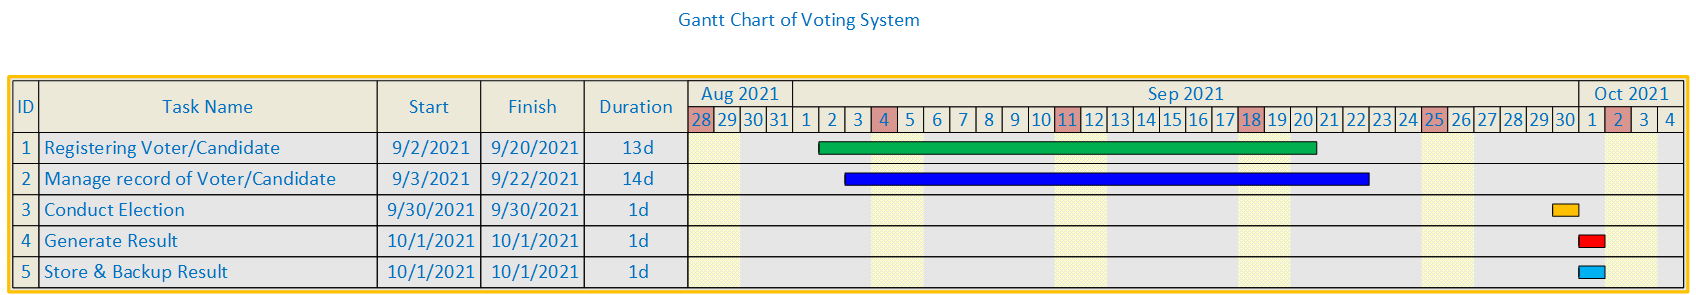 Gantt Chart of Voting System
ID Task Name Start Finish Duration Aug 2021 Sep 2021 Oct 2021
28 29 30 31 1 2 3 4 5 6 7 8 9 10 11 12 13 14 15 16 17 18 19 20 21 22 23 24 25 26 27 28 29 30 1 2 3 4
1 Registering Voter/Candidate 9/2/2021 9/20/2021 13d
2 Manage record of Voter/Candidate 9/3/2021 9/22/2021 14d
3 Conduct Election 9/30/2021 9/30/2021 1d
4 Generate Result 10/1/2021 10/1/2021 1d
5 Store & Backup Result 10/1/2021 10/1/2021 1d